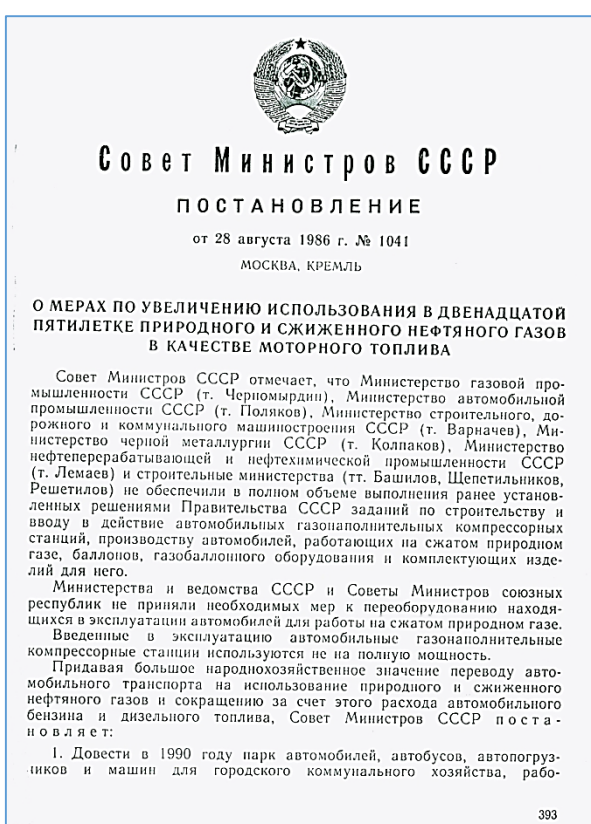 Совет Министров СССР
ПОСТАНОВЛЕНИЕ
от 28 августа 1986 г. № 1041
МОСКВА, КРЕМЛЬ
О МЕРАХ ПО УВЕЛИЧЕНИЮ ИСПОЛЬЗОВАНИЯ В ДВЕНАДЦАТОЙ
ПЯТИЛЕТКЕ ПРИРОДНОГО И СЖИЖЕННОГО НЕФТЯНОГО ГАЗОВ
В КАЧЕСТВЕ МОТОРНОГО ТОПЛИВА
Совет Министров СССР отмечает, что Министерство газовой про-
мышленности СССР (т. Черномырдин), Министерство автомобильной
промышленности СССР (т. Поляков), Министерство строительного, до-
рожного и коммунального машиностроения СССР (т. Варначев), Ми-
нистерство черной металлургии СССР (т. Колпаков), Министерство
нефтеперерабатывающей и нефтехимической промышленности СССР
(т. Лемаев) и строительные министерства (тт. Башилов, Щепетильников,
Решетилов) не обеспечили в полном объеме выполнения ранее установ-
ленных решениями Правительства СССР заданий по строительству и
вводу в действие автомобильных газонаполнительных компрессорных
станций, производству автомобилей, работающих на сжатом природном
газе, баллонов, газобаллонного оборудования и комплектующих изде-
лий для него.
Министерства и ведомства СССР и Советы Министров союзных
республик не приняли необходимых мер к переоборудованию находя-
щихся в эксплуатации автомобилей для работы на сжатом природном газе.
Введенные в эксплуатацию автомобильные газонаполнительные
компрессорные станции используются не на полную мощность.
Придавая большое народнохозяйственное значение переводу авто-
мобильного транспорта на использование природного и сжиженного
нефтяного газов и сокращению за счет этого расхода автомобильного
бензина и дизельного топлива, Совет Министров СССР поста-
новляет:
1. Довести в 1990 году парк автомобилей, автобусов, автопогруз-
чиков и машин для городского коммунального хозяйства, рабо-
393